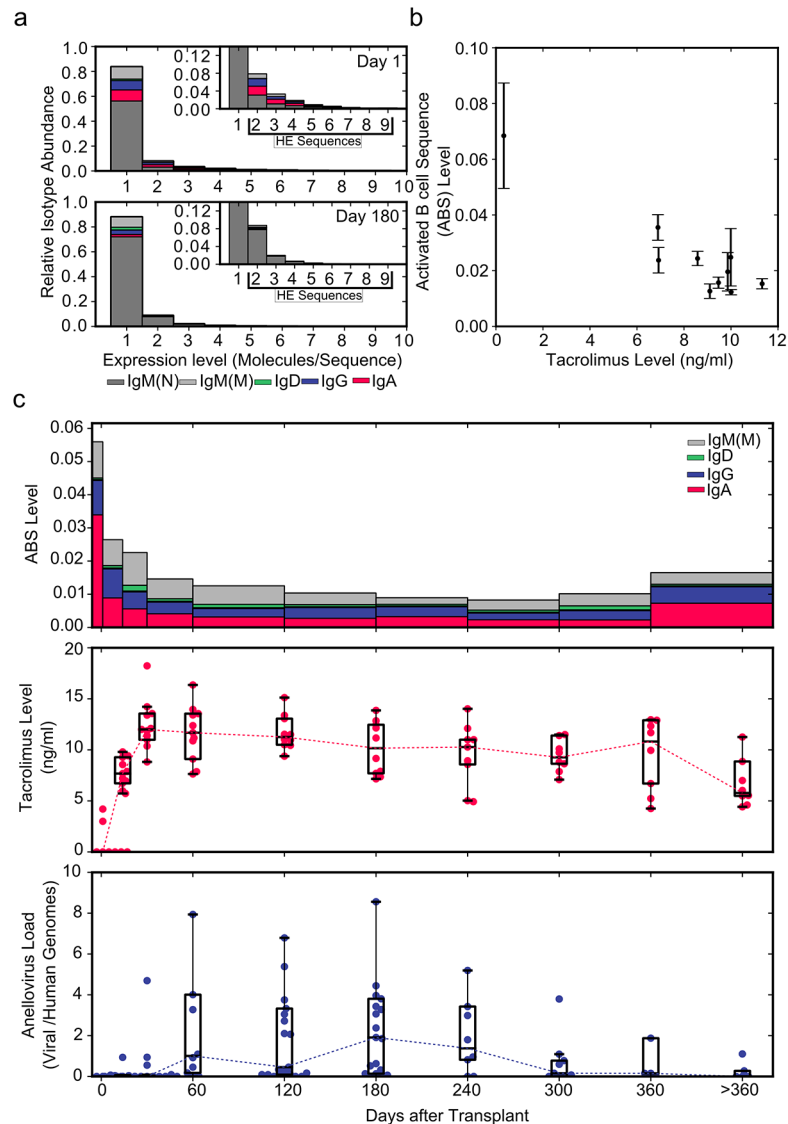 a
Relative Isotype Abundance
1.0
0.8
0.6
0.4
0.2
0.0
0.12
0.08
0.04
0.00
Day 1
1 2 3 4 5 6 7 8 9
HE Sequences
1 2 3 4 5 6 7 8 9 10
1.0
0.8
0.6
0.4
0.2
0.0
0.12
0.08
0.04
0.00
Day 180
1 2 3 4 5 6 7 8 9
HE Sequences
0 1 2 3 4 5 6 7 8 9 10
Expression level (Molecules/Sequence)
IgM(N) IgM(M) IgD IgG IgA
b
Activated B cell Sequence
(ABS) Level
0.10
0.08
0.06
0.04
0.02
0.00
0 2 4 6 8 10 12
Tacrolimus Level (ng/ml)
c
ABS Level
0.06
0.05
0.04
0.03
0.02
0.01
0.00
IgM(M)
IgD
IgG
IgA
Tacrolimus Level
(ng/ml)
20
15
10
5
0
Anellovirus Load
(Viral /Human Genomes)
10
8
6
4
2
0
0 60 120 180 240 300 360 >360
Days after Transplant